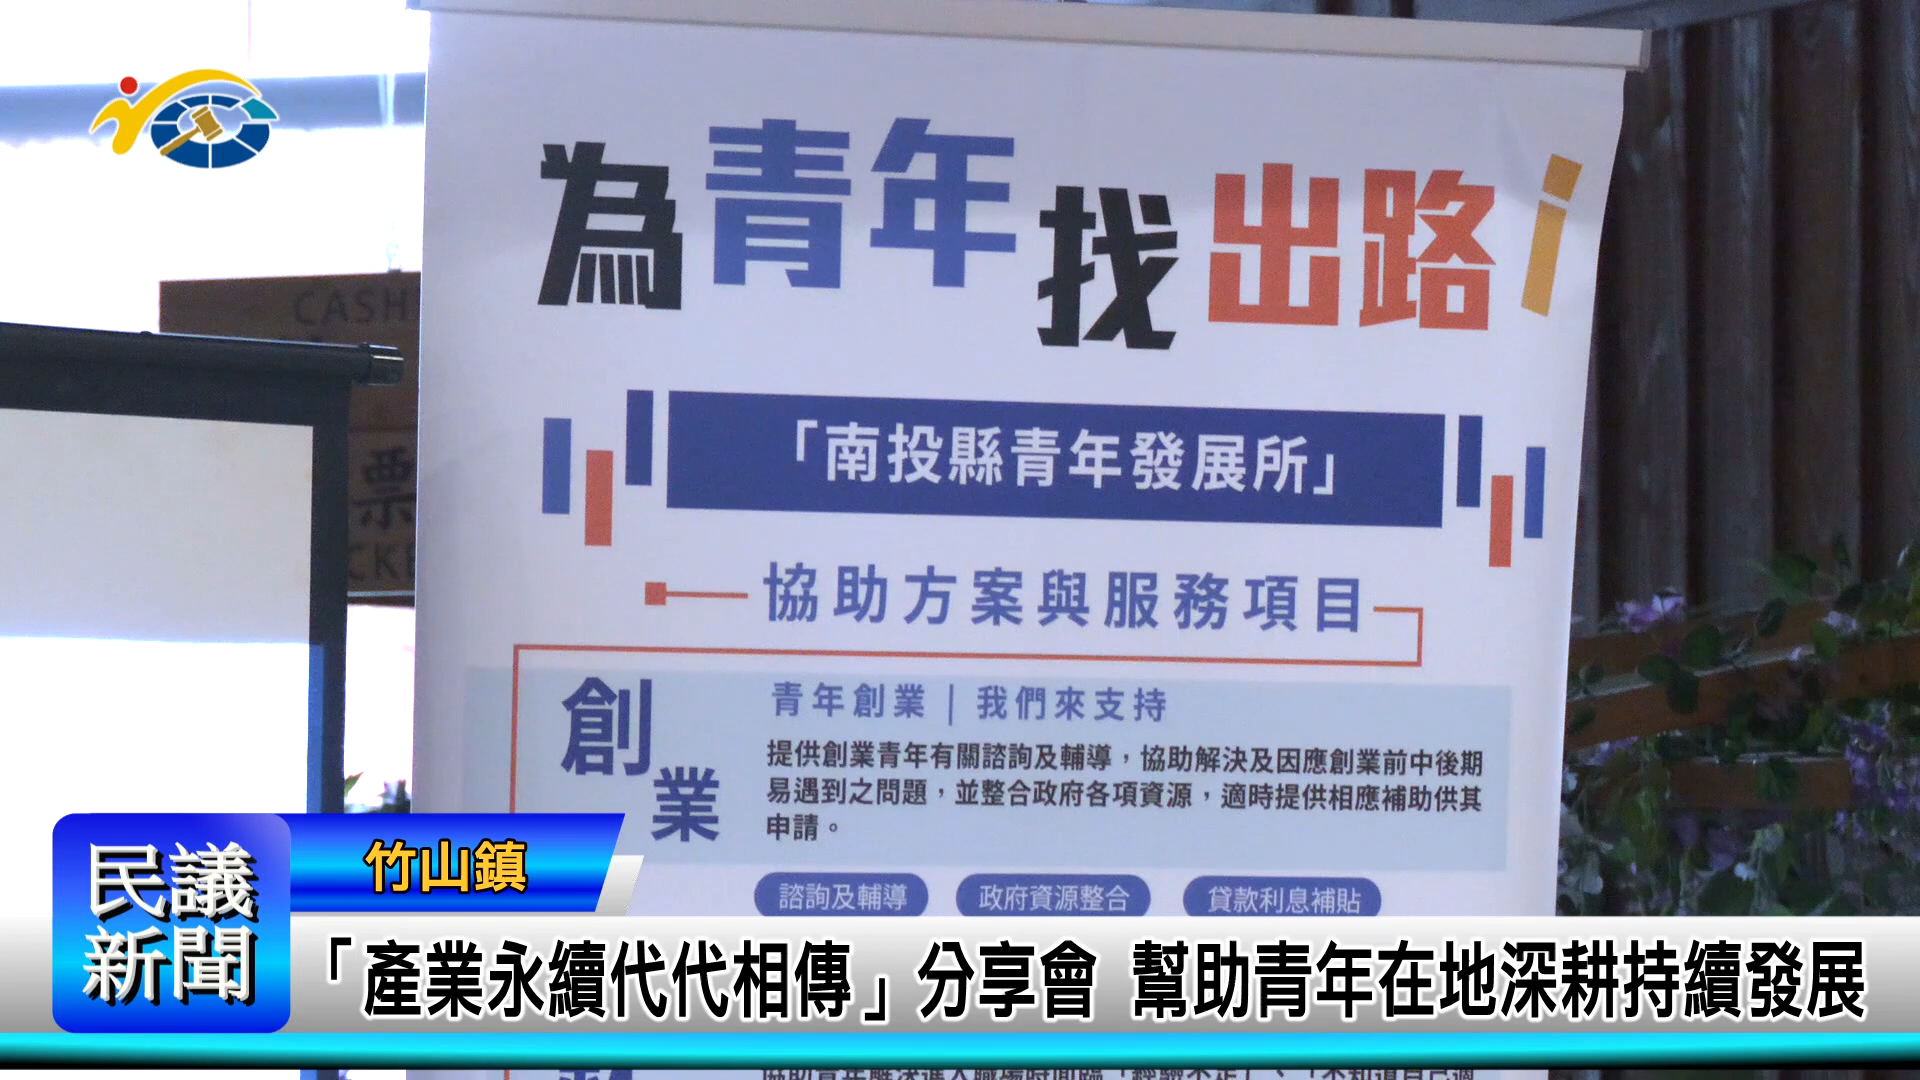 為青年找出路!
CASH
「南投縣青年發展所」
票
CKE
協助方案與服務項目
創業
青年創業｜我們來支持
提供創業青年有關諮詢及輔導，協助解決及因應創業前中後期
易遇到之問題，並整合政府各項資源，適時提供相應補助供其
申請。
諮詢及輔導
政府資源整合
貸款利息補貼
竹山鎮
民議
新聞
「產業永續代代相傳」分享會 幫助青年在地深耕持續發展